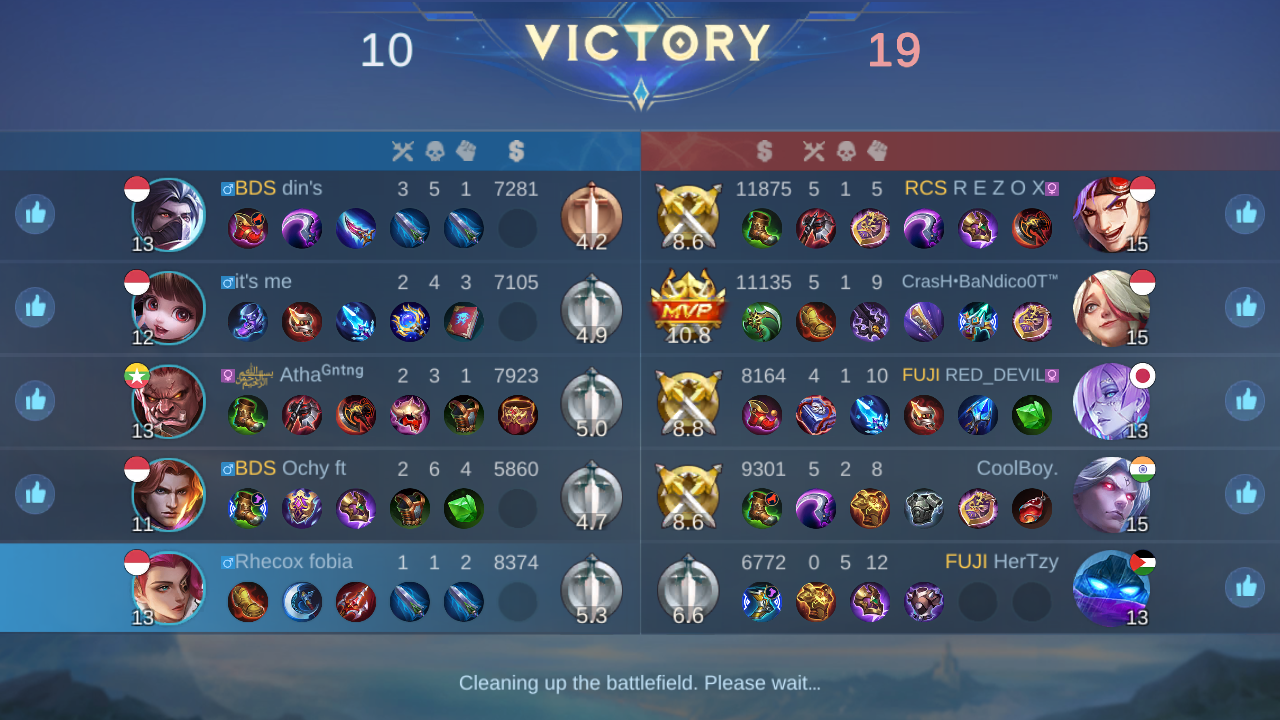 10 VICTORY 19
13 ♂BDS din's 3 5 1 7281 4.2
8.6 11875 5 1 5 RCS R E Z O X♀ 15
12 ♂it's me 2 4 3 7105 4.9
MVP 10.8 11135 5 1 9 CrasH•BaNdico0T™ 15
13 ♀﷽ Atha Gntng 2 3 1 7923 5.0
8.8 8164 4 1 10 FUJI RED_DEVIL♀ 13
11 ♂BDS Ochy ft 2 6 4 5860 4.7
8.6 9301 5 2 8 CoolBoy. 15
13 ♂Rhecox fobia 1 1 2 8374 5.3
6.6 6772 0 5 12 FUJI HerTzy 13
Cleaning up the battlefield. Please wait...